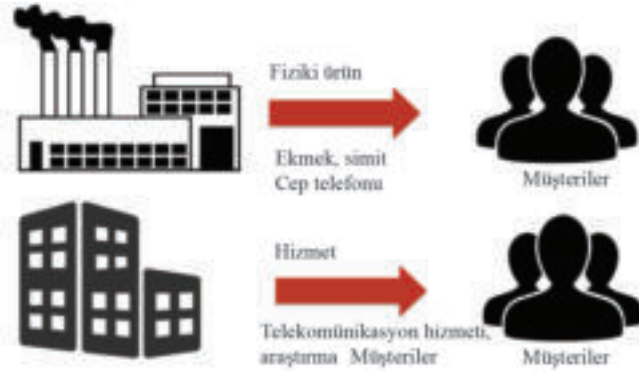 Fiziki ürün
Ekmek, simit
Cep telefonu
Müşteriler
Hizmet
Telekomünikasyon hizmeti,
araştırma Müşteriler
Müşteriler